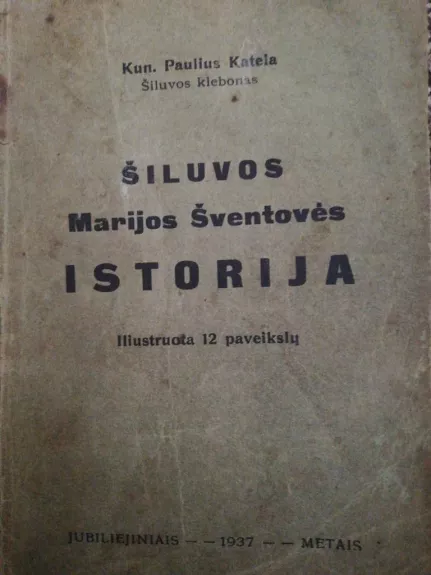 Kun. Paulius Katela
Šiluvos klebonas
ŠILUVOS
Marijos Šventovės
ISTORIJA
Iliustruota 12 paveikslų
JUBILIEJINIAIS – – 1937 – – METAIS